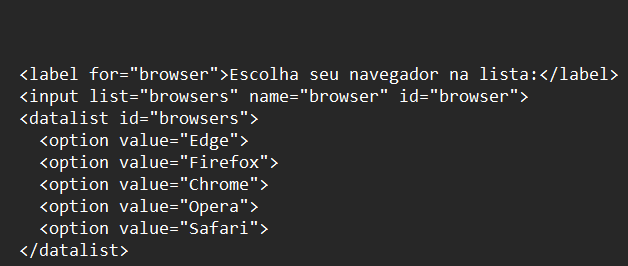 <label for="browser">Escolha seu navegador na lista:</label>
<input list="browsers" name="browser" id="browser">
<datalist id="browsers">
  <option value="Edge">
  <option value="Firefox">
  <option value="Chrome">
  <option value="Opera">
  <option value="Safari">
</datalist>